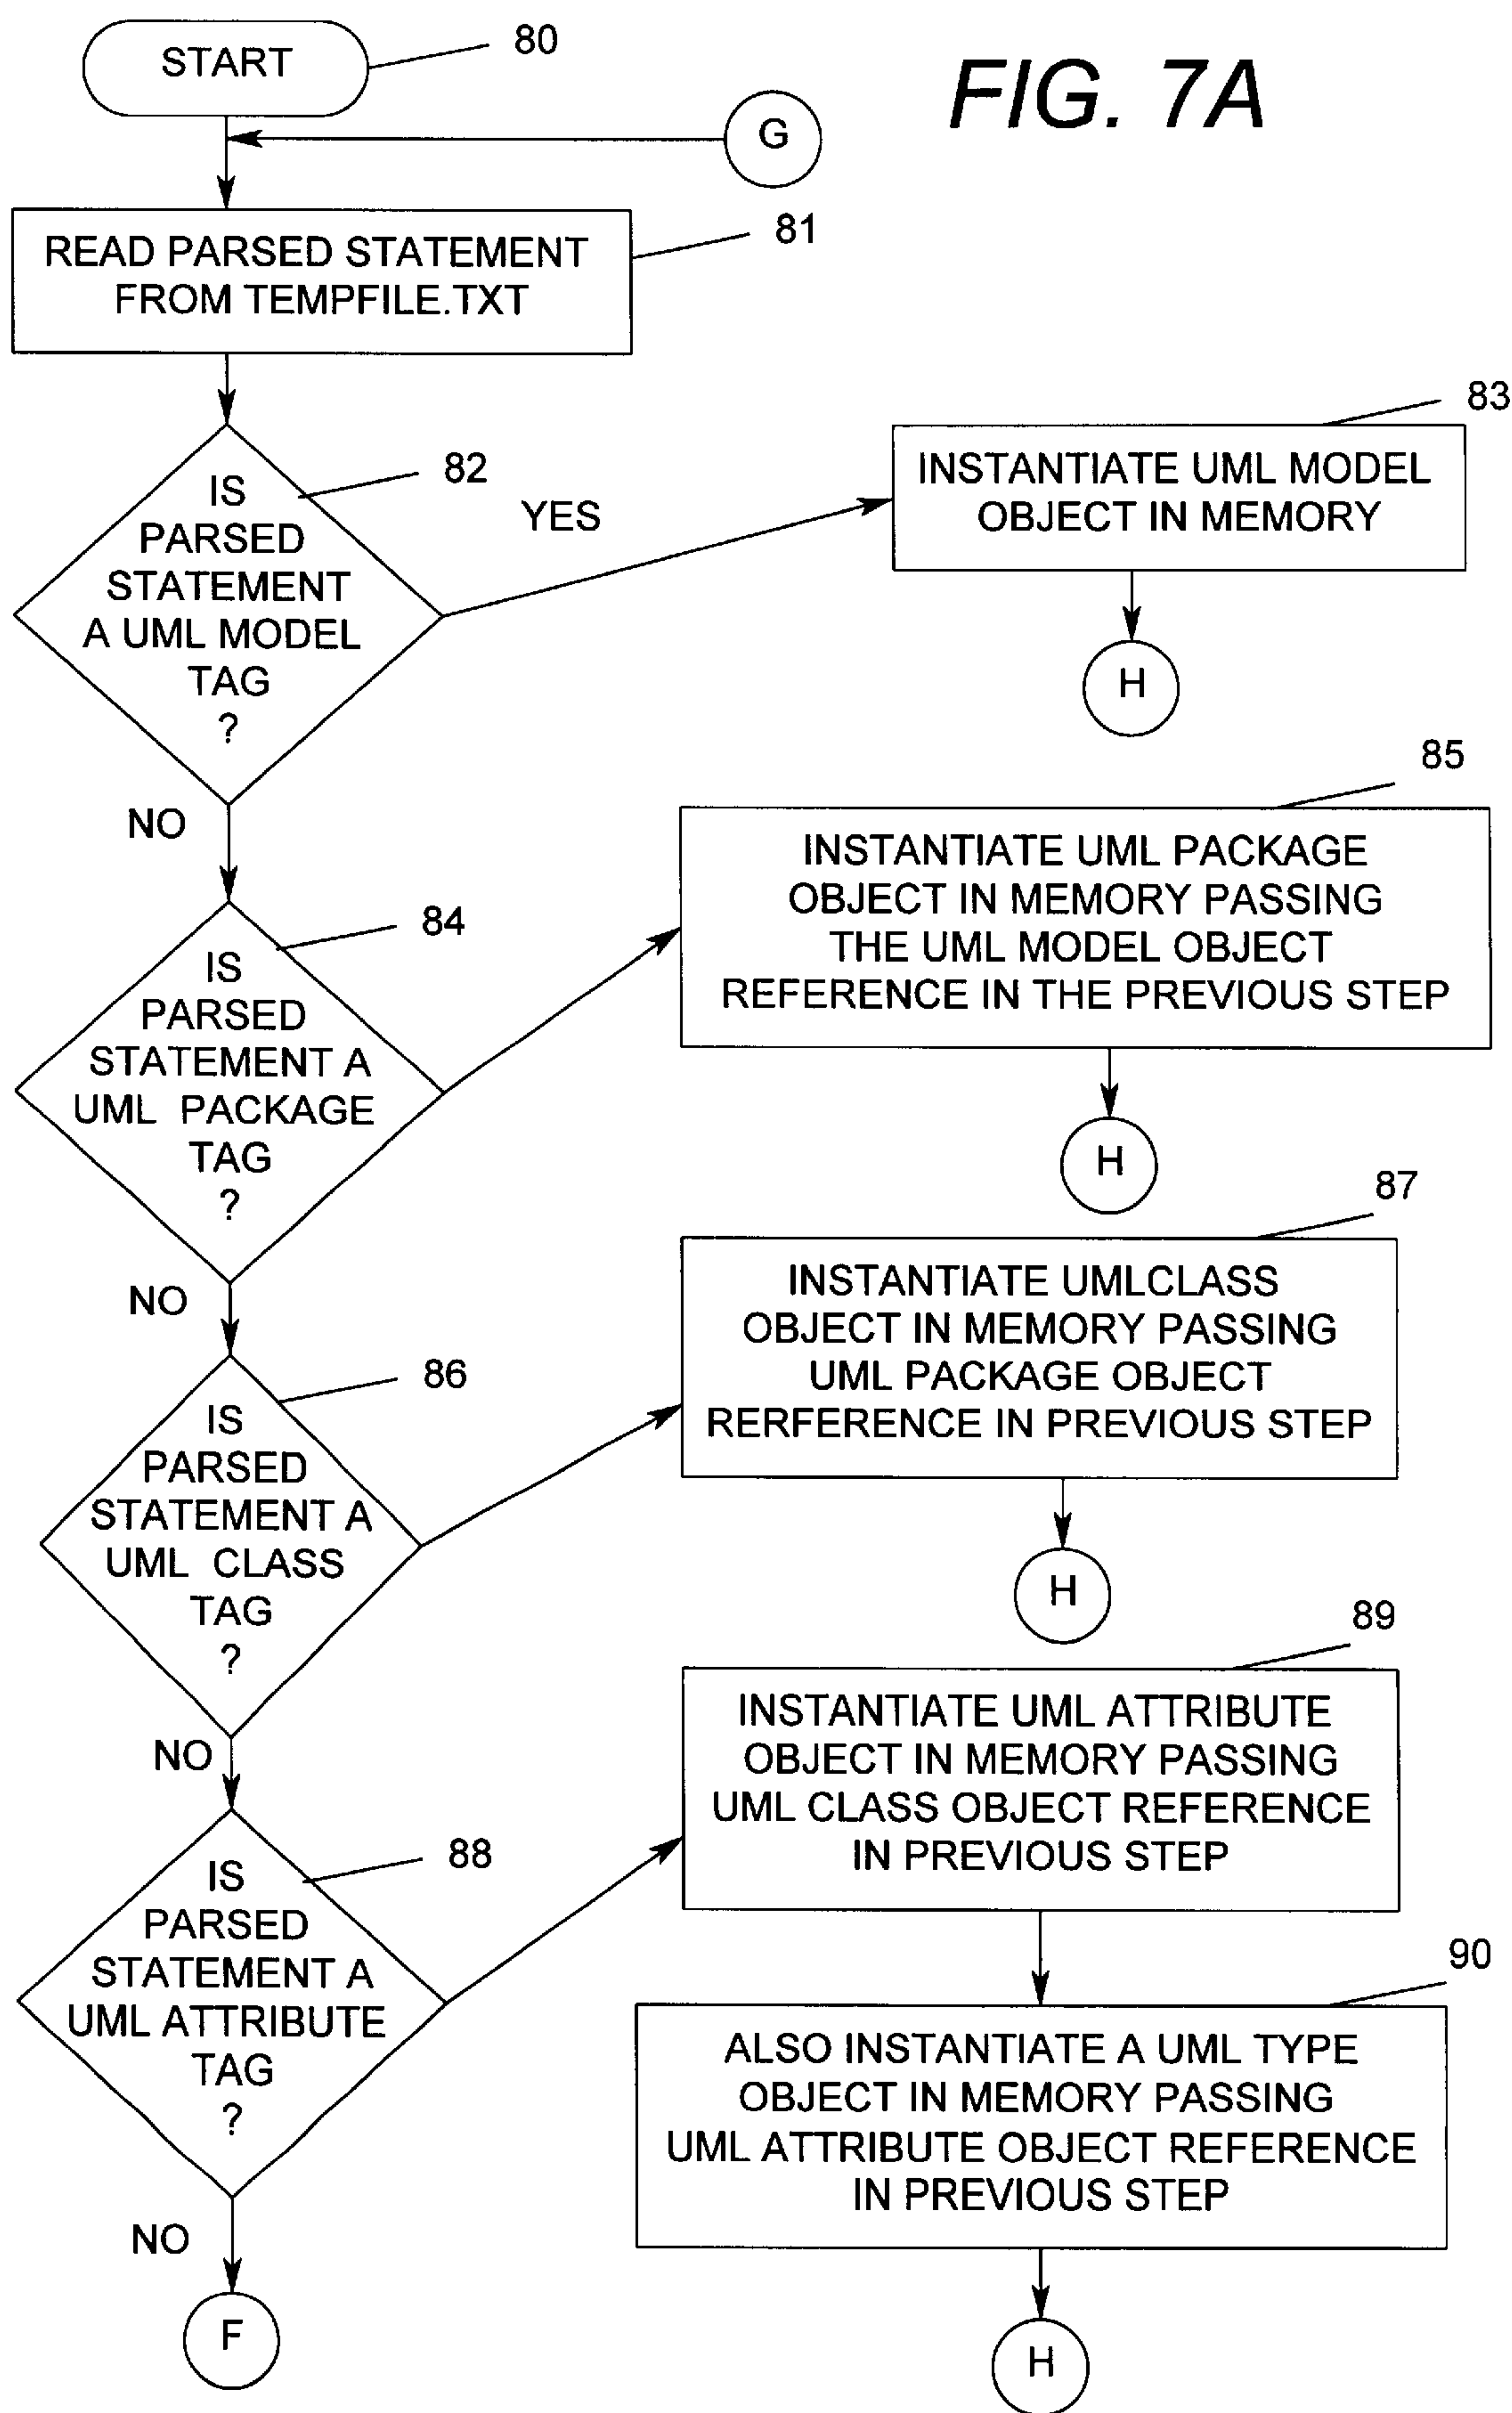 START
80
FIG. 7A
G
READ PARSED STATEMENT
FROM TEMPFILE.TXT
81
IS
PARSED
STATEMENT
A UML MODEL
TAG
?
82
YES
INSTANTIATE UML MODEL
OBJECT IN MEMORY
83
H
NO
IS
PARSED
STATEMENT A
UML PACKAGE
TAG
?
84
INSTANTIATE UML PACKAGE
OBJECT IN MEMORY PASSING
THE UML MODEL OBJECT
REFERENCE IN THE PREVIOUS STEP
85
H
NO
IS
PARSED
STATEMENT A
UML CLASS
TAG
?
86
INSTANTIATE UMLCLASS
OBJECT IN MEMORY PASSING
UML PACKAGE OBJECT
RERFERENCE IN PREVIOUS STEP
87
H
NO
IS
PARSED
STATEMENT A
UML ATTRIBUTE
TAG
?
88
INSTANTIATE UML ATTRIBUTE
OBJECT IN MEMORY PASSING
UML CLASS OBJECT REFERENCE
IN PREVIOUS STEP
89
ALSO INSTANTIATE A UML TYPE
OBJECT IN MEMORY PASSING
UML ATTRIBUTE OBJECT REFERENCE
IN PREVIOUS STEP
90
NO
F
H